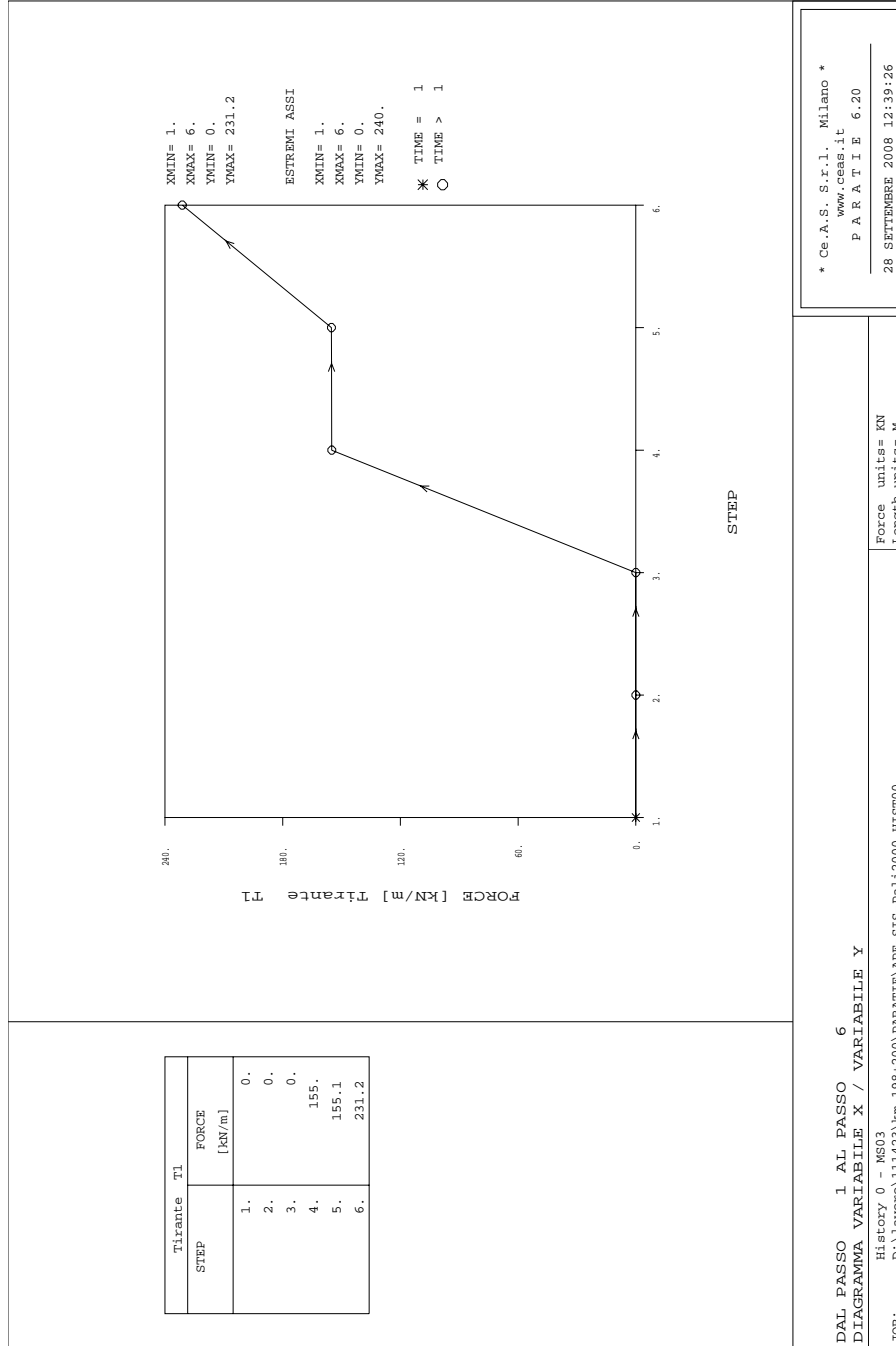 Tirante T1
STEP FORCE
[kN/m]
1. 0.
2. 0.
3. 0.
4. 155.
5. 155.1
6. 231.2
FORCE [kN/m] Tirante T1
240.
180.
120.
60.
0.
1. 2. 3. 4. 5. 6.
STEP
XMIN= 1.
XMAX= 6.
YMIN= 0.
YMAX= 231.2
ESTREMI ASSI
XMIN= 1.
XMAX= 6.
YMIN= 0.
YMAX= 240.
TIME = 1
TIME > 1
DAL PASSO 1 AL PASSO 6
DIAGRAMMA VARIABILE X / VARIABILE Y
History 0 - MS03
Force units= KN
Length units= M
* Ce.A.S. S.r.l. Milano *
www.ceas.it
P A R A T I E 6.20
28 SETTEMBRE 2008 12:39:26